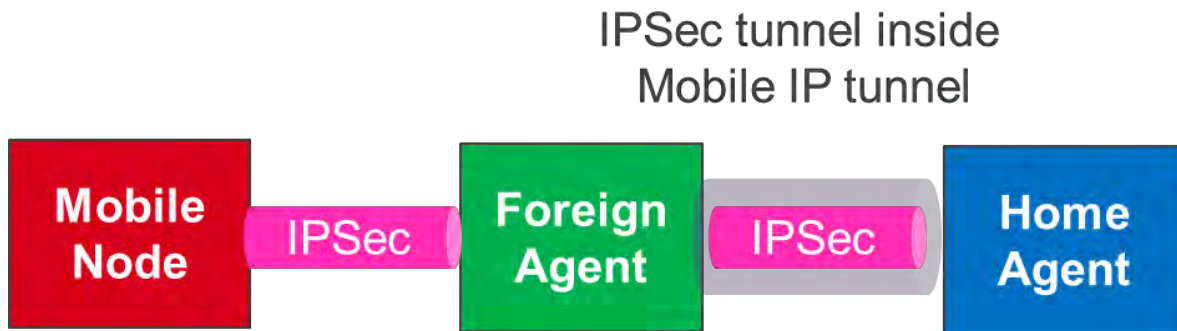 IPSec tunnel inside
Mobile IP tunnel
Mobile
Node
IPSec
Foreign
Agent
IPSec
Home
Agent